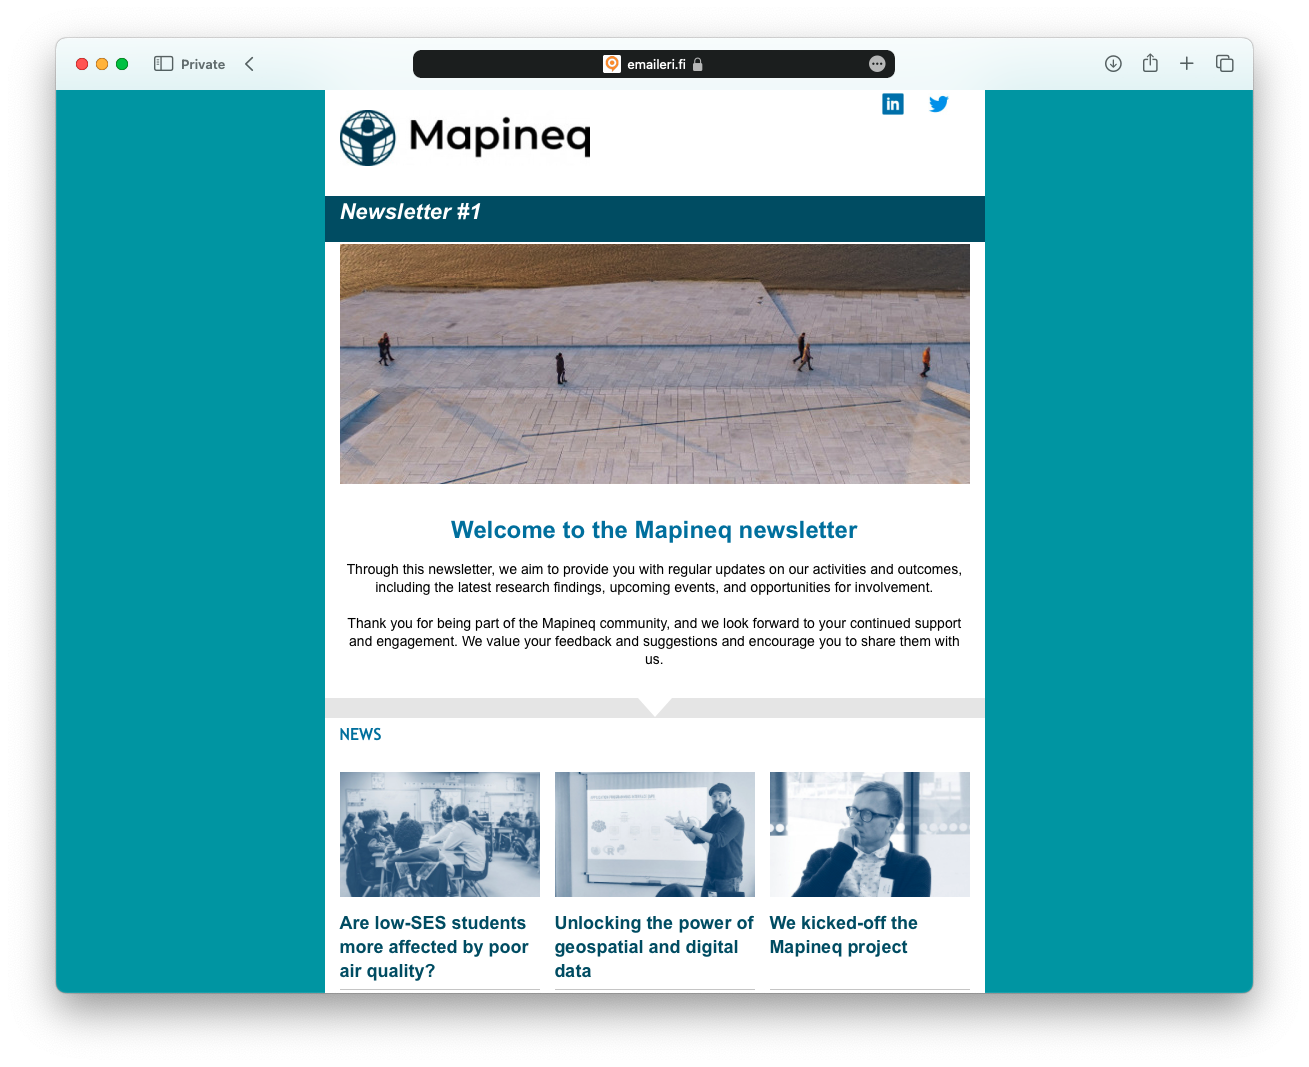 Private
emaileri.fi
in
Mapineq
Newsletter #1
Welcome to the Mapineq newsletter
Through this newsletter, we aim to provide you with regular updates on our activities and outcomes,
including the latest research findings, upcoming events, and opportunities for involvement.
Thank you for being part of the Mapineq community, and we look forward to your continued support
and engagement. We value your feedback and suggestions and encourage you to share them with
us.
NEWS
Are low-SES students
more affected by poor
air quality?
Unlocking the power of
geospatial and digital
data
We kicked-off the
Mapineq project